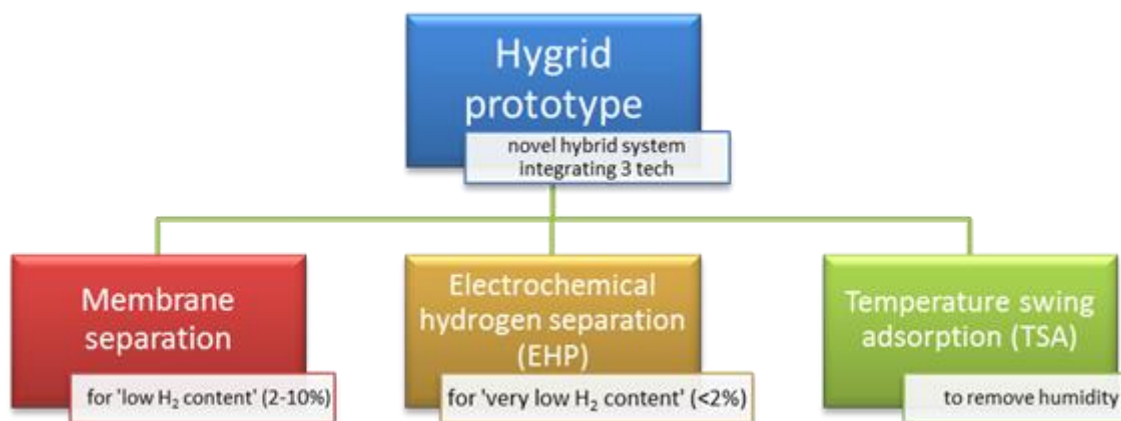 Hygrid
prototype
novel hybrid system
integrating 3 tech
Membrane
separation
for 'low H₂ content' (2-10%)
Electrochemical
hydrogen separation
(EHP)
for 'very low H₂ content' (<2%)
Temperature swing
adsorption (TSA)
to remove humidity